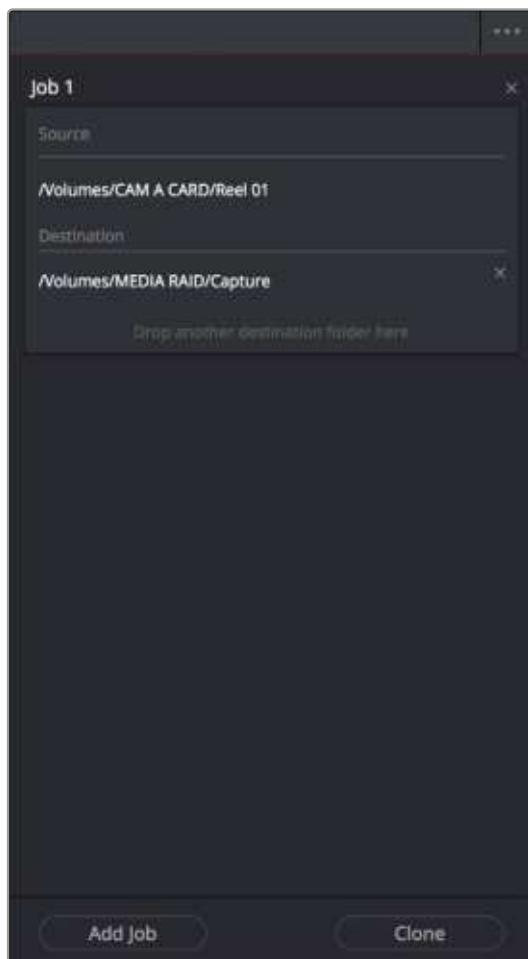 Job 1
Source
/Volumes/CAM A CARD/Reel 01
Destination
/Volumes/MEDIA RAID/Capture
Drop another destination folder here
Add Job
Clone